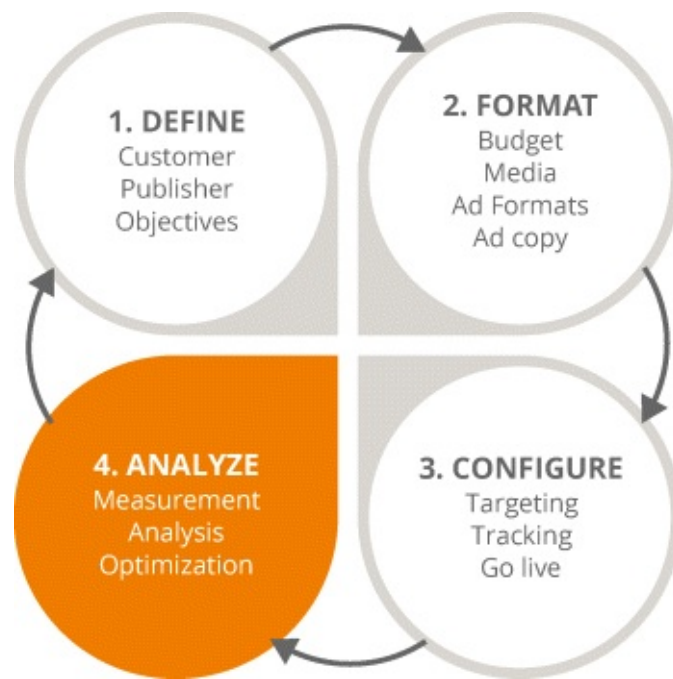 1. DEFINE
Customer
Publisher
Objectives
2. FORMAT
Budget
Media
Ad Formats
Ad copy
3. CONFIGURE
Targeting
Tracking
Go live
4. ANALYZE
Measurement
Analysis
Optimization